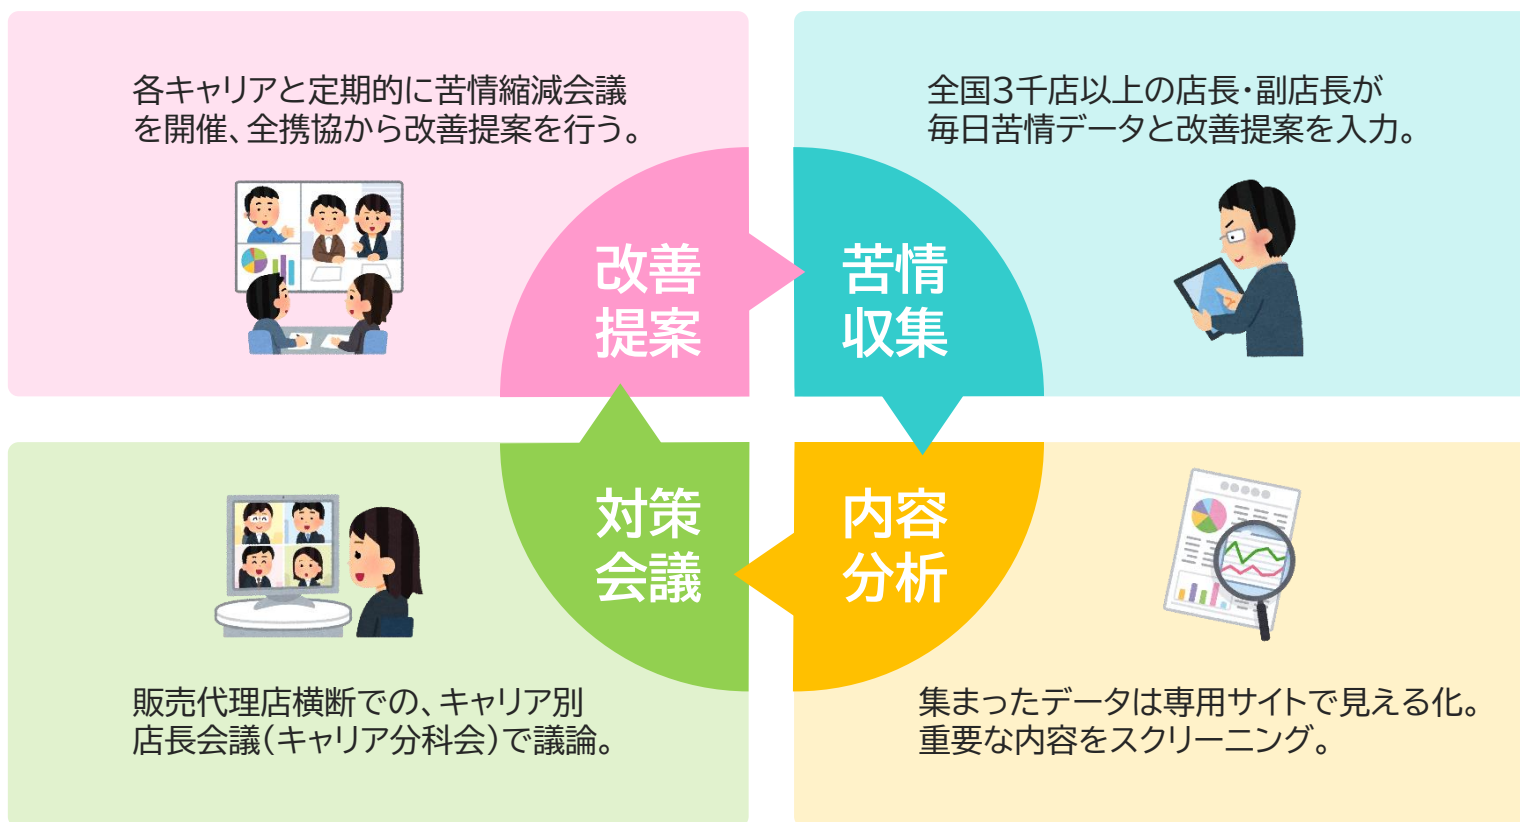 各キャリアと定期的に苦情縮減会議
を開催、全携協から改善提案を行う。
改善
提案
全国3千店以上の店長・副店長が
毎日苦情データと改善提案を入力。
苦情
収集
対策
会議
販売代理店横断での、キャリア別
店長会議(キャリア分科会)で議論。
内容
分析
集まったデータは専用サイトで見える化。
重要な内容をスクリーニング。